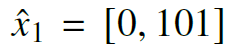 x̂₁ = [0, 101]